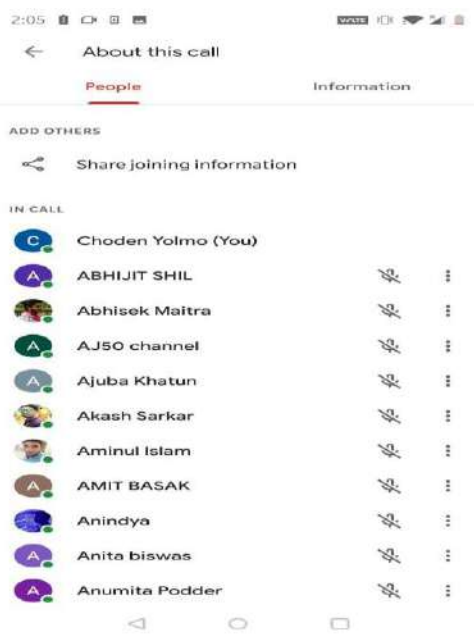 2:05
VoLTE
About this call
People
Information
ADD OTHERS
Share joining information
IN CALL
C Choden Yolmo (You)
A ABHIJIT SHIL
Abhisek Maitra
A AJ50 channel
A Ajuba Khatun
Akash Sarkar
Aminul Islam
A AMIT BASAK
Anindya
A Anita biswas
A Anumita Podder